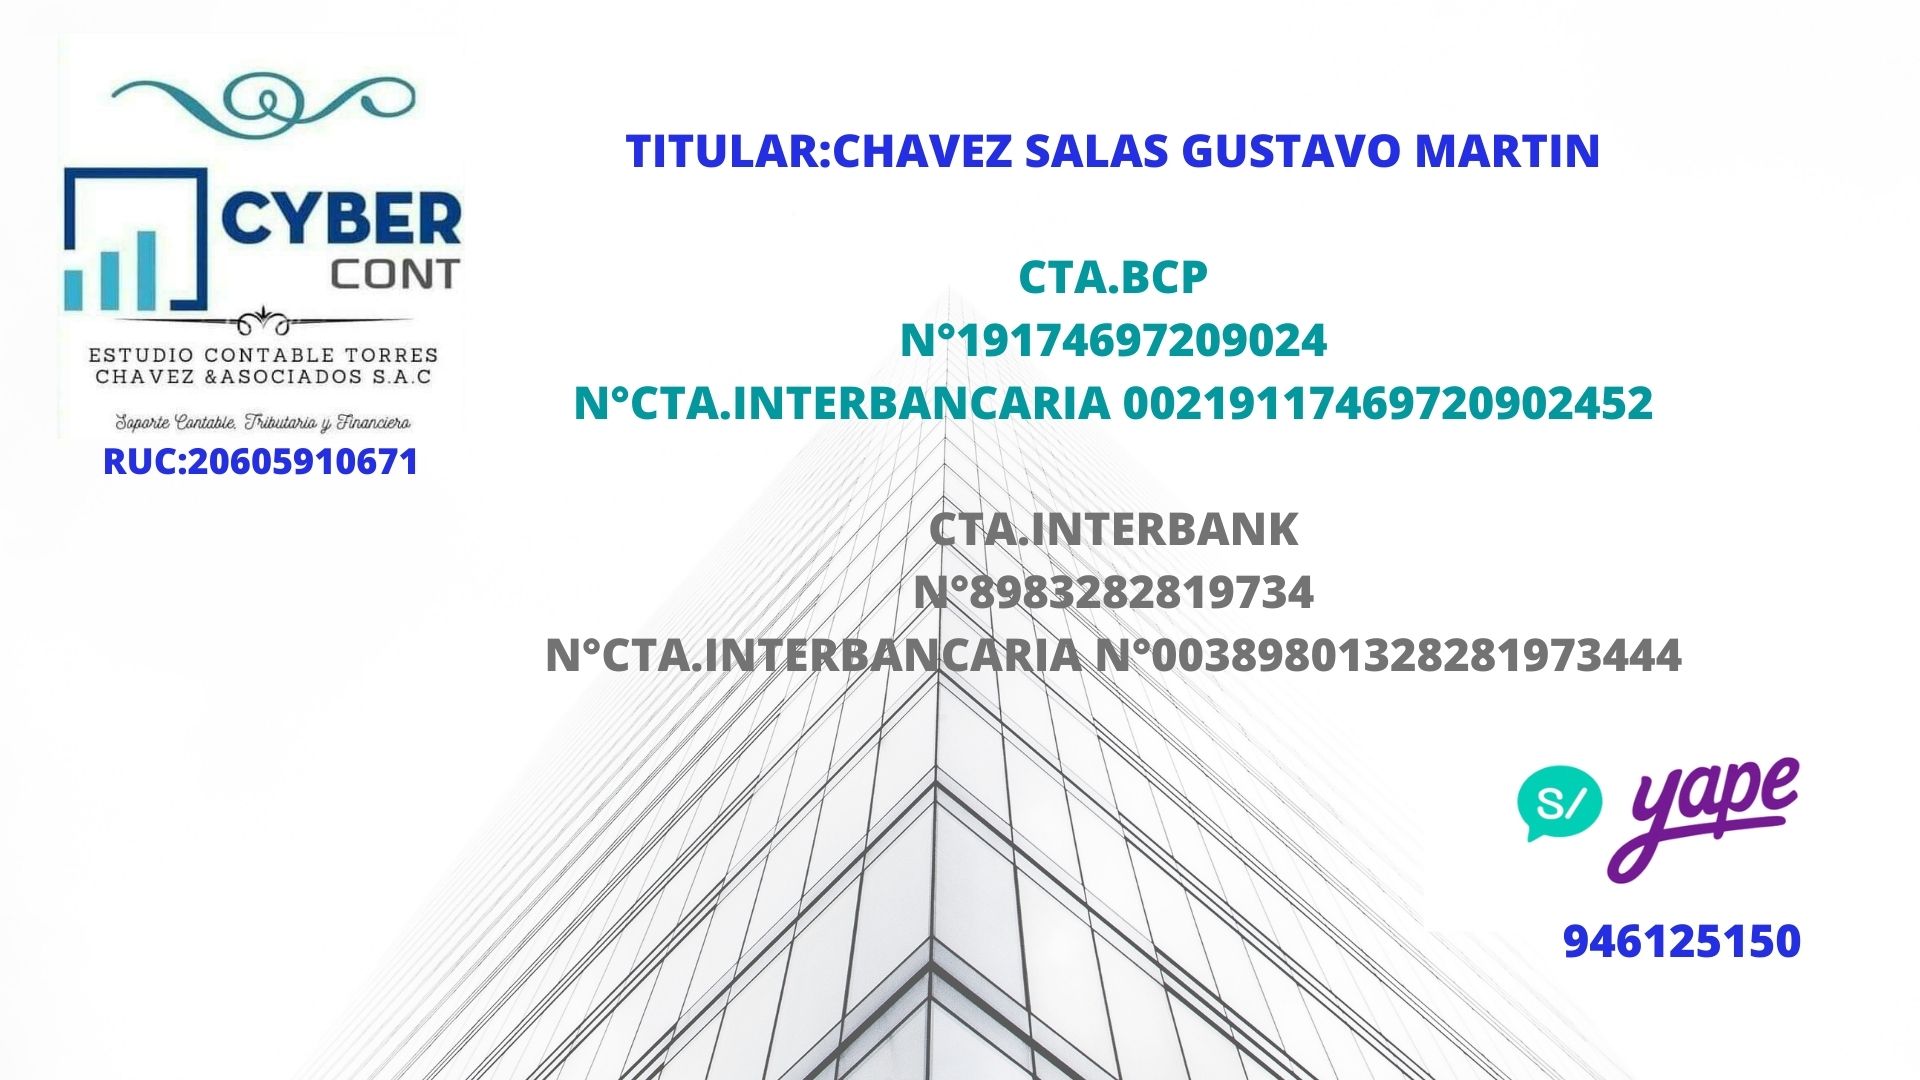 CYBER
CONT
ESTUDIO CONTABLE TORRES
CHAVEZ &ASOCIADOS S.A.C
Soporte Contable, Tributario y Financiero
RUC:20605910671
TITULAR:CHAVEZ SALAS GUSTAVO MARTIN
CTA.BCP
N°19174697209024
N°CTA.INTERBANCARIA 00219117469720902452
CTA.INTERBANK
N°8983282819734
N°CTA.INTERBANCARIA N°00389801328281973444
S/ yape
946125150